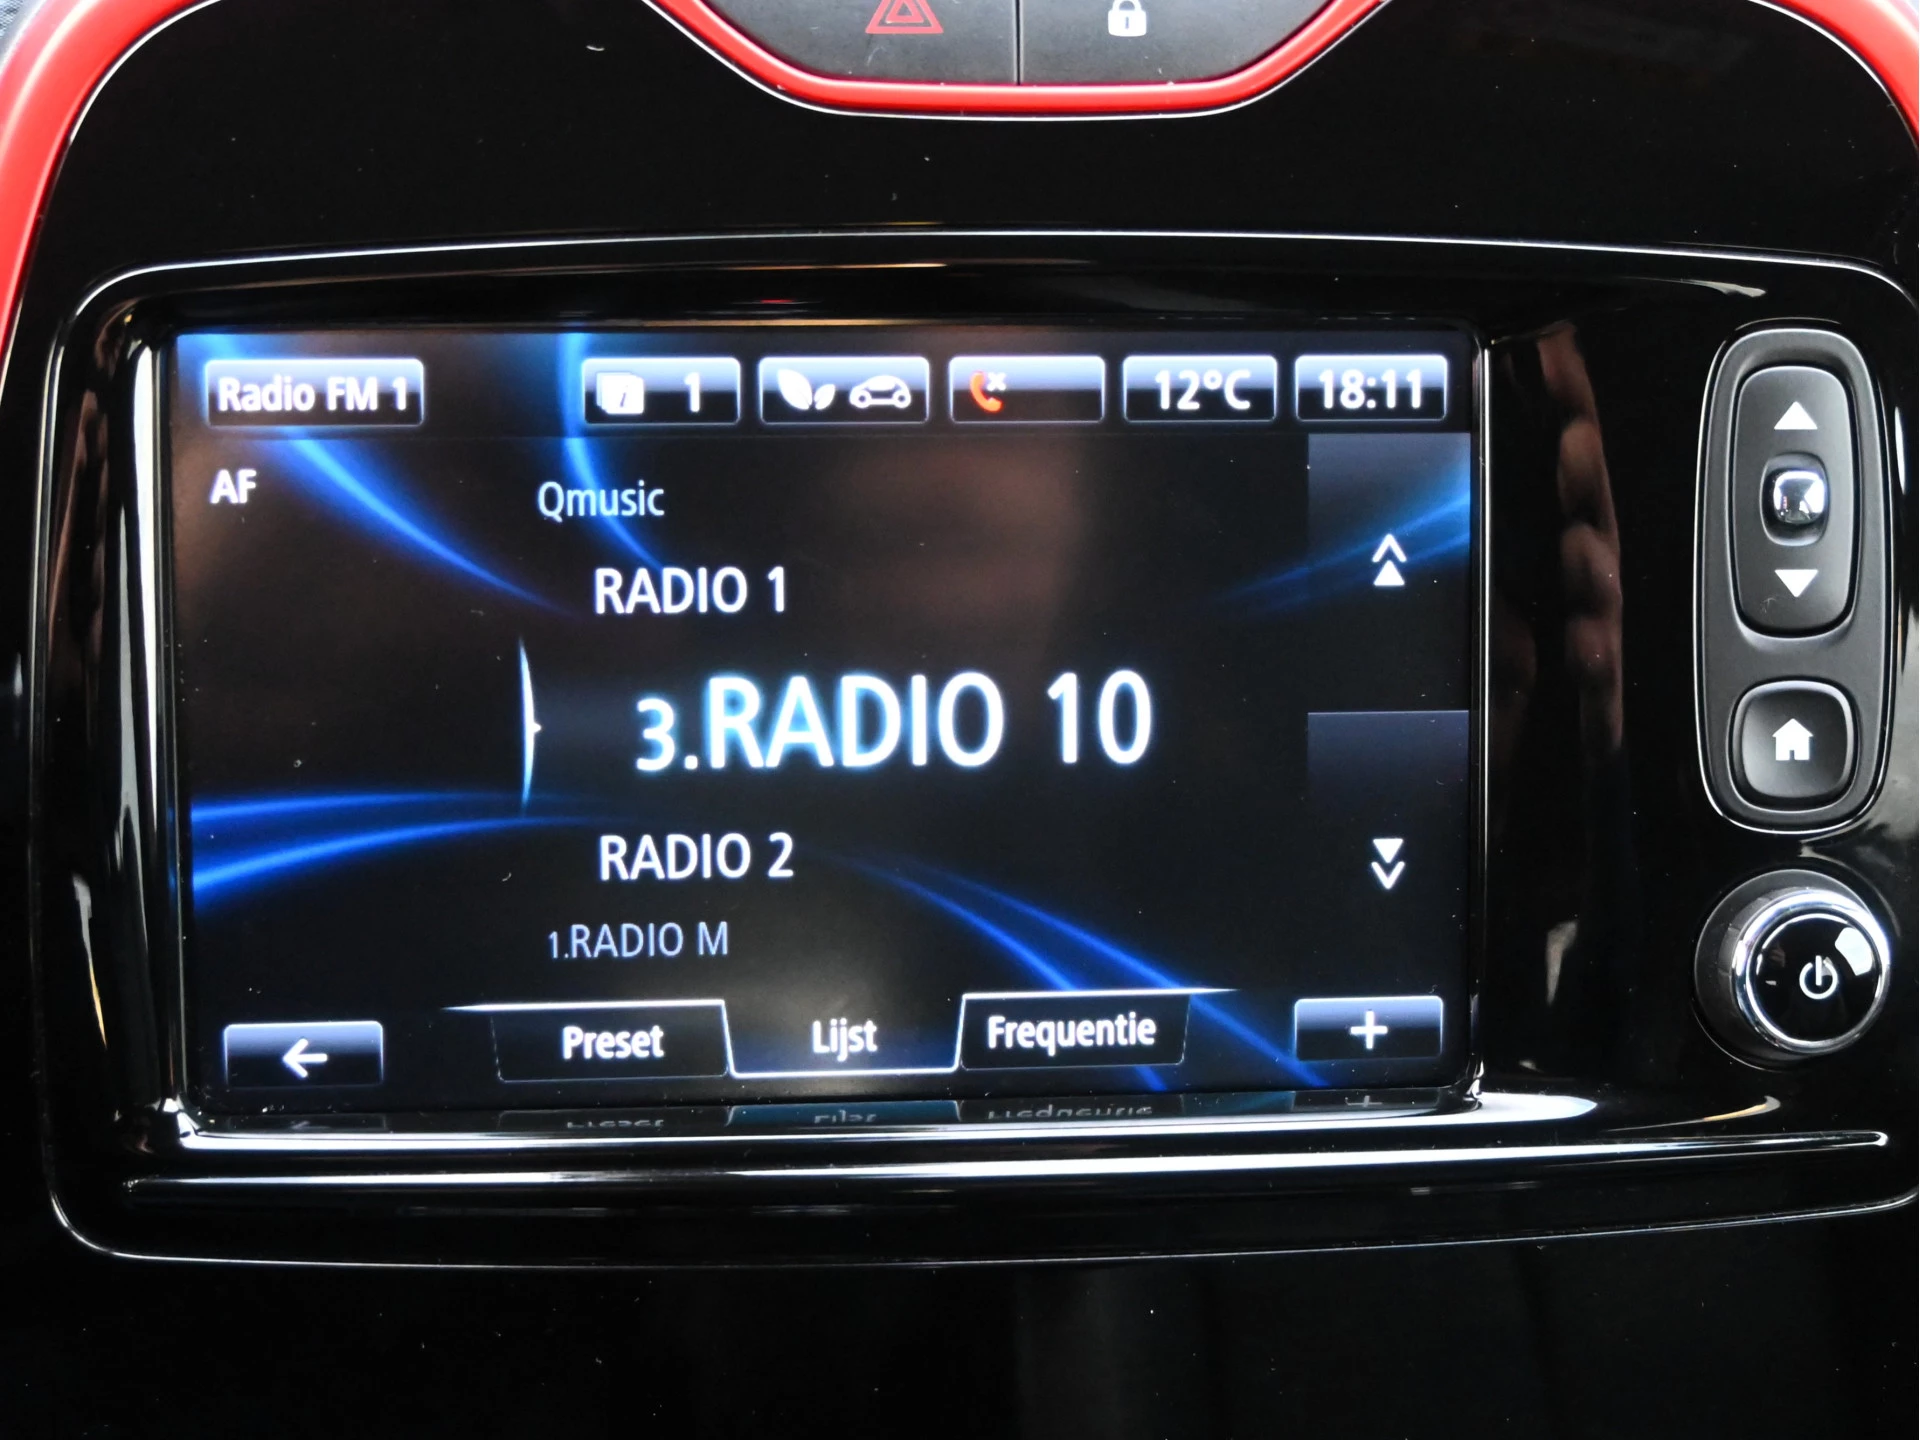 Radio FM 1 1 12°C 18:11
AF
Qmusic
RADIO 1
3.RADIO 10
RADIO 2
1.RADIO M
Preset Lijst Frequentie +